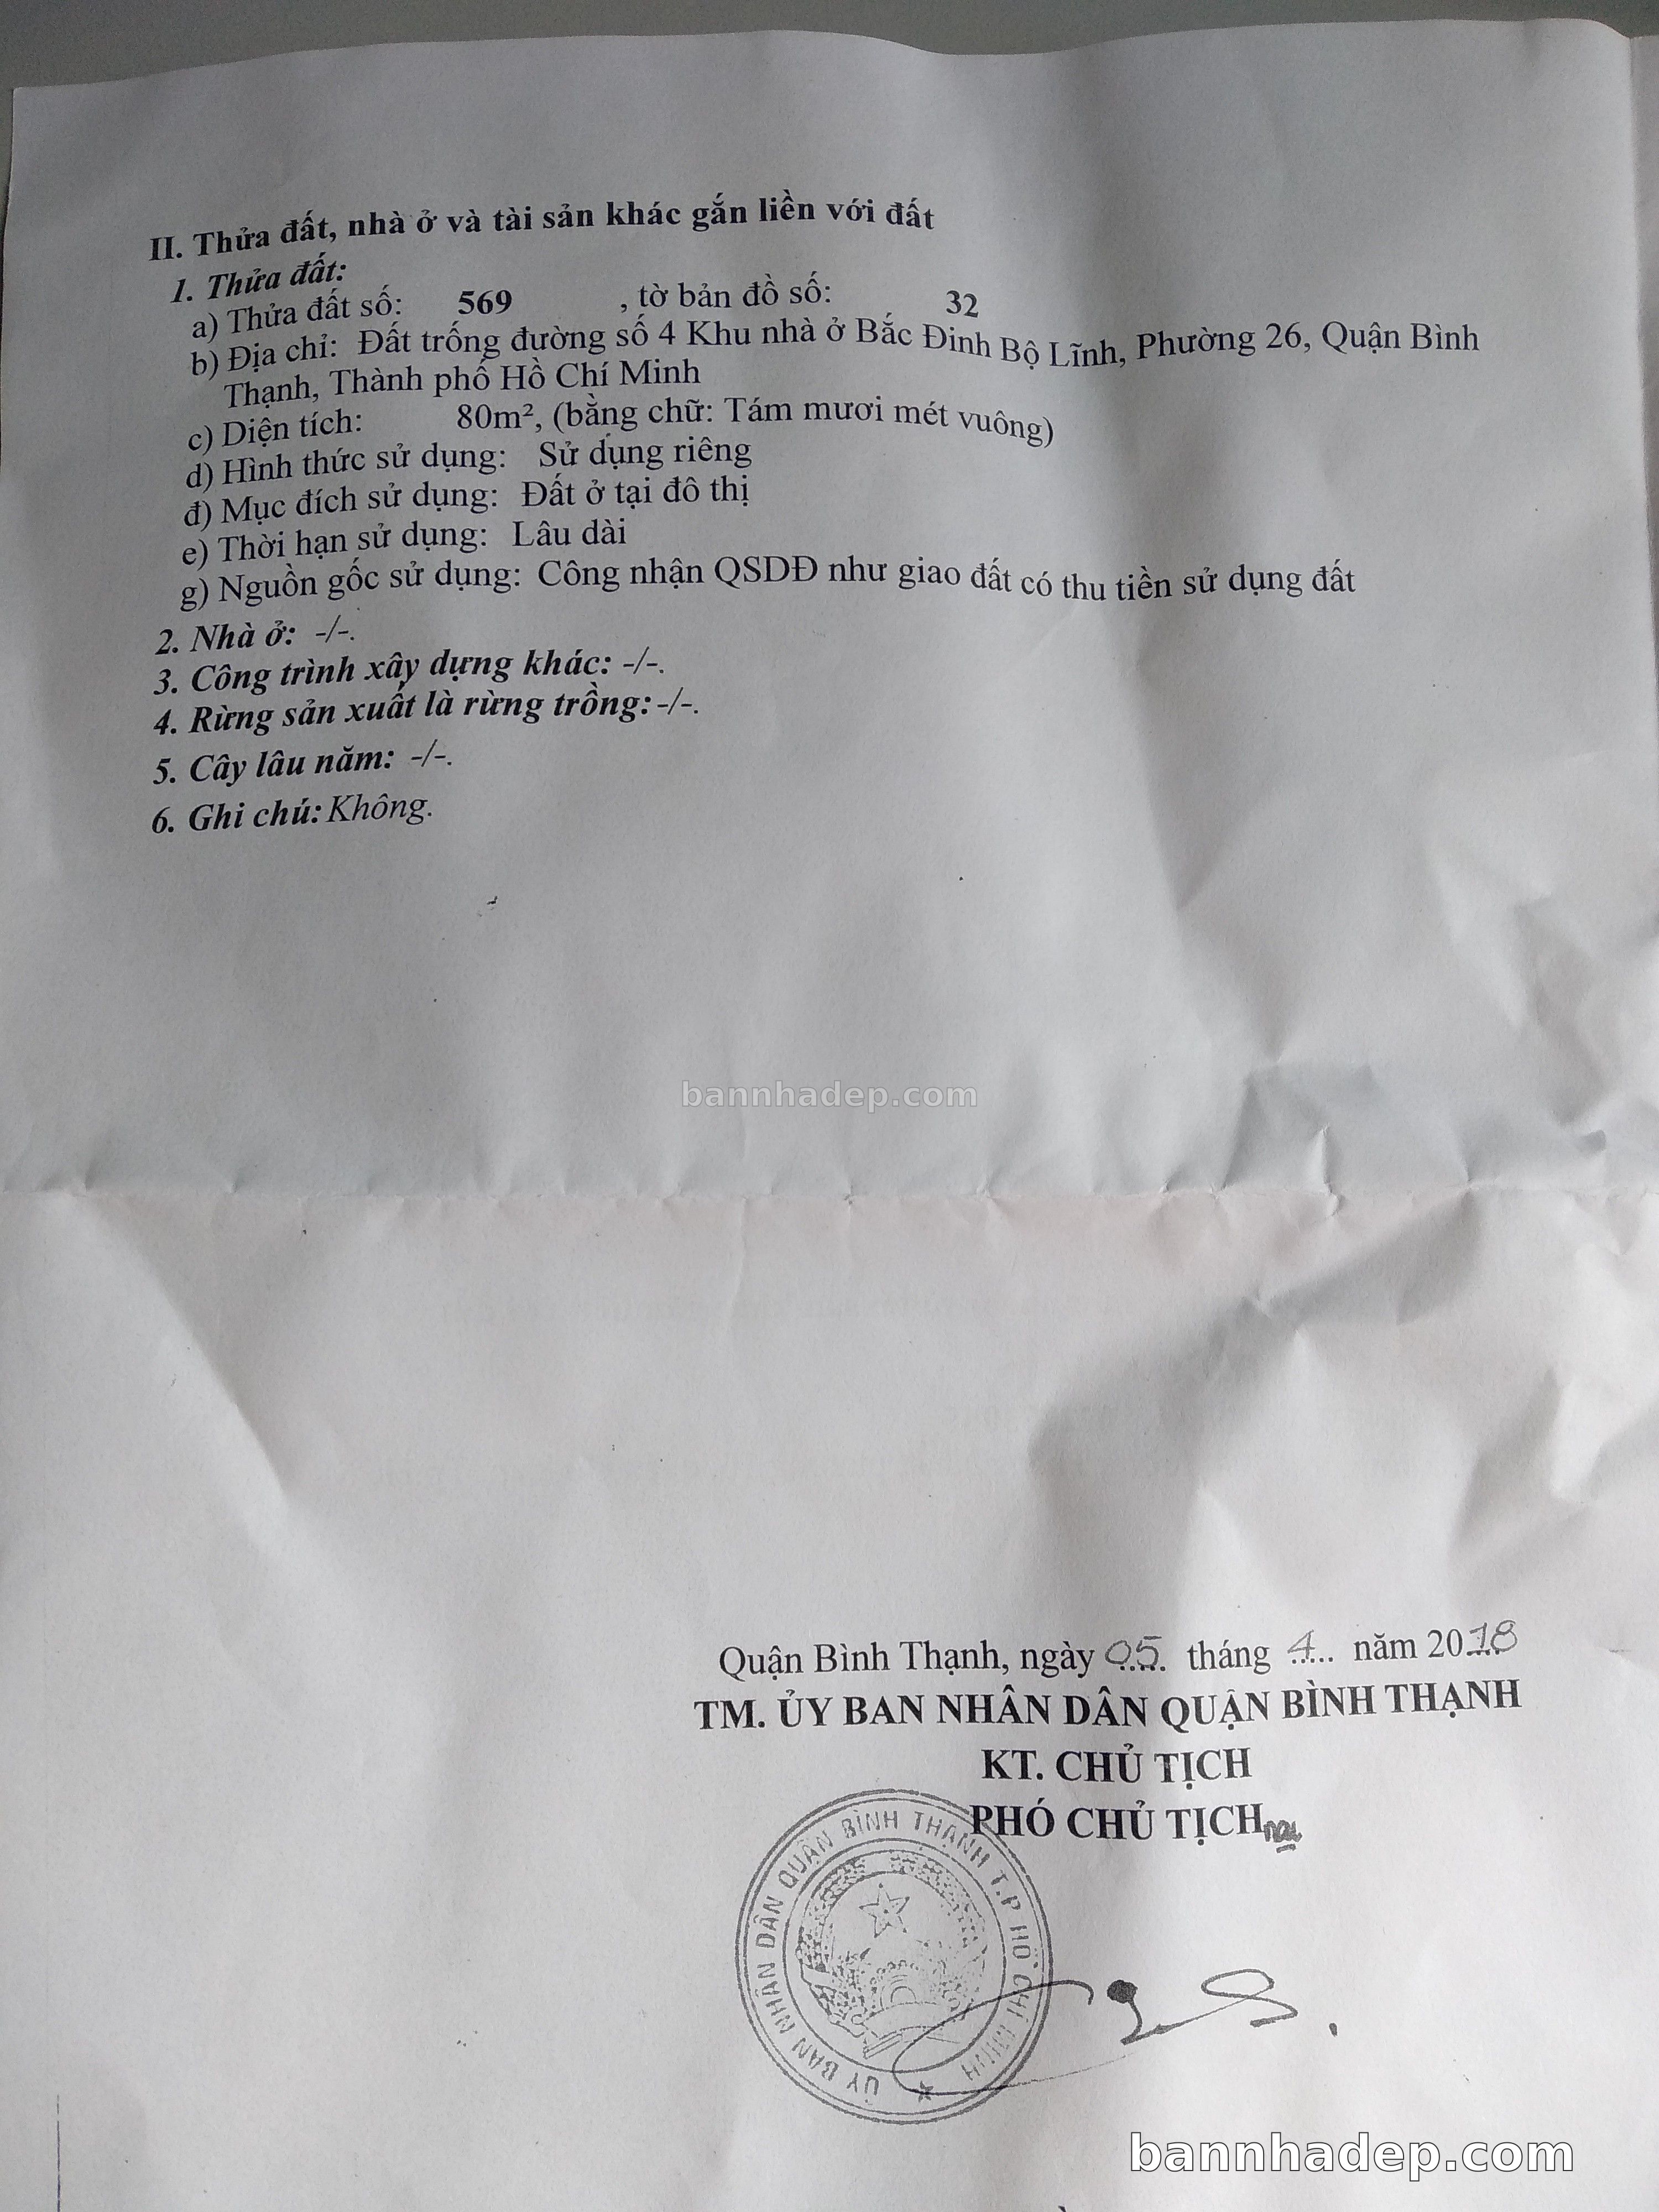 II. Thửa đất, nhà ở và tài sản khác gắn liền với đất
1. Thửa đất:
a) Thửa đất số: 569 , tờ bản đồ số: 32
b) Địa chỉ: Đất trống đường số 4 Khu nhà ở Bắc Đinh Bộ Lĩnh, Phường 26, Quận Bình
Thạnh, Thành phố Hồ Chí Minh
c) Diện tích: 80m², (bằng chữ: Tám mươi mét vuông)
d) Hình thức sử dụng: Sử dụng riêng
đ) Mục đích sử dụng: Đất ở tại đô thị
e) Thời hạn sử dụng: Lâu dài
g) Nguồn gốc sử dụng: Công nhận QSDĐ như giao đất có thu tiền sử dụng đất
2. Nhà ở: -/-.
3. Công trình xây dựng khác: -/-.
4. Rừng sản xuất là rừng trồng: -/-.
5. Cây lâu năm: -/-.
6. Ghi chú: Không.
bannhadep.com
Quận Bình Thạnh, ngày 05 tháng 4 năm 2018
TM. ỦY BAN NHÂN DÂN QUẬN BÌNH THẠNH
KT. CHỦ TỊCH
PHÓ CHỦ TỊCH
ỦY BAN NHÂN DÂN QUẬN BÌNH THẠNH T.P HỒ CHÍ MINH
bannhadep.com